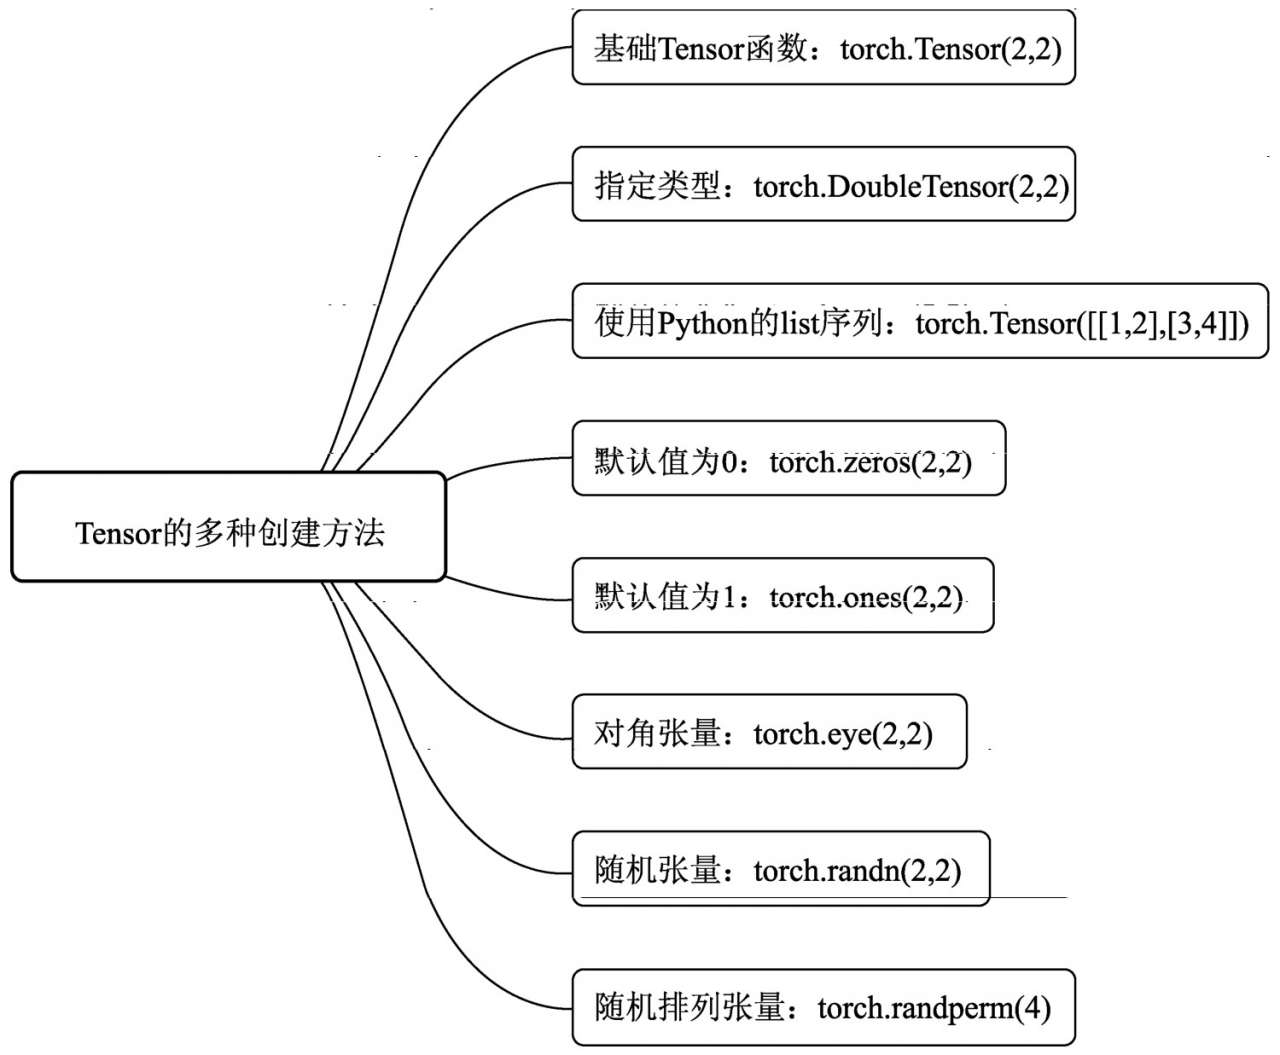 基础Tensor函数：torch.Tensor(2,2)
指定类型：torch.DoubleTensor(2,2)
使用Python的list序列：torch.Tensor([[1,2],[3,4]])
默认值为0：torch.zeros(2,2)
Tensor的多种创建方法
默认值为1：torch.ones(2,2)
对角张量：torch.eye(2,2)
随机张量：torch.randn(2,2)
随机排列张量：torch.randperm(4)